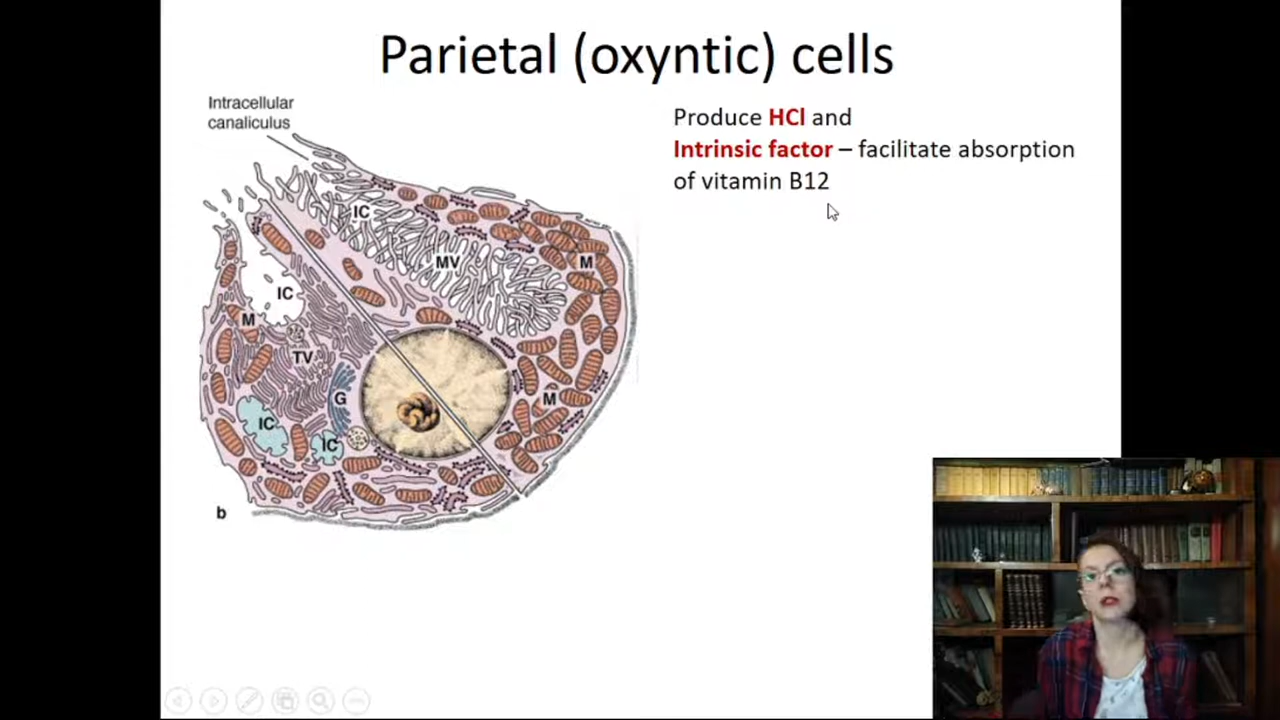 Parietal (oxyntic) cells
Intracellular
canaliculus
Produce HCl and
Intrinsic factor – facilitate absorption
of vitamin B12
IC
MV
M
IC
M
TV
G
M
IC
IC
b